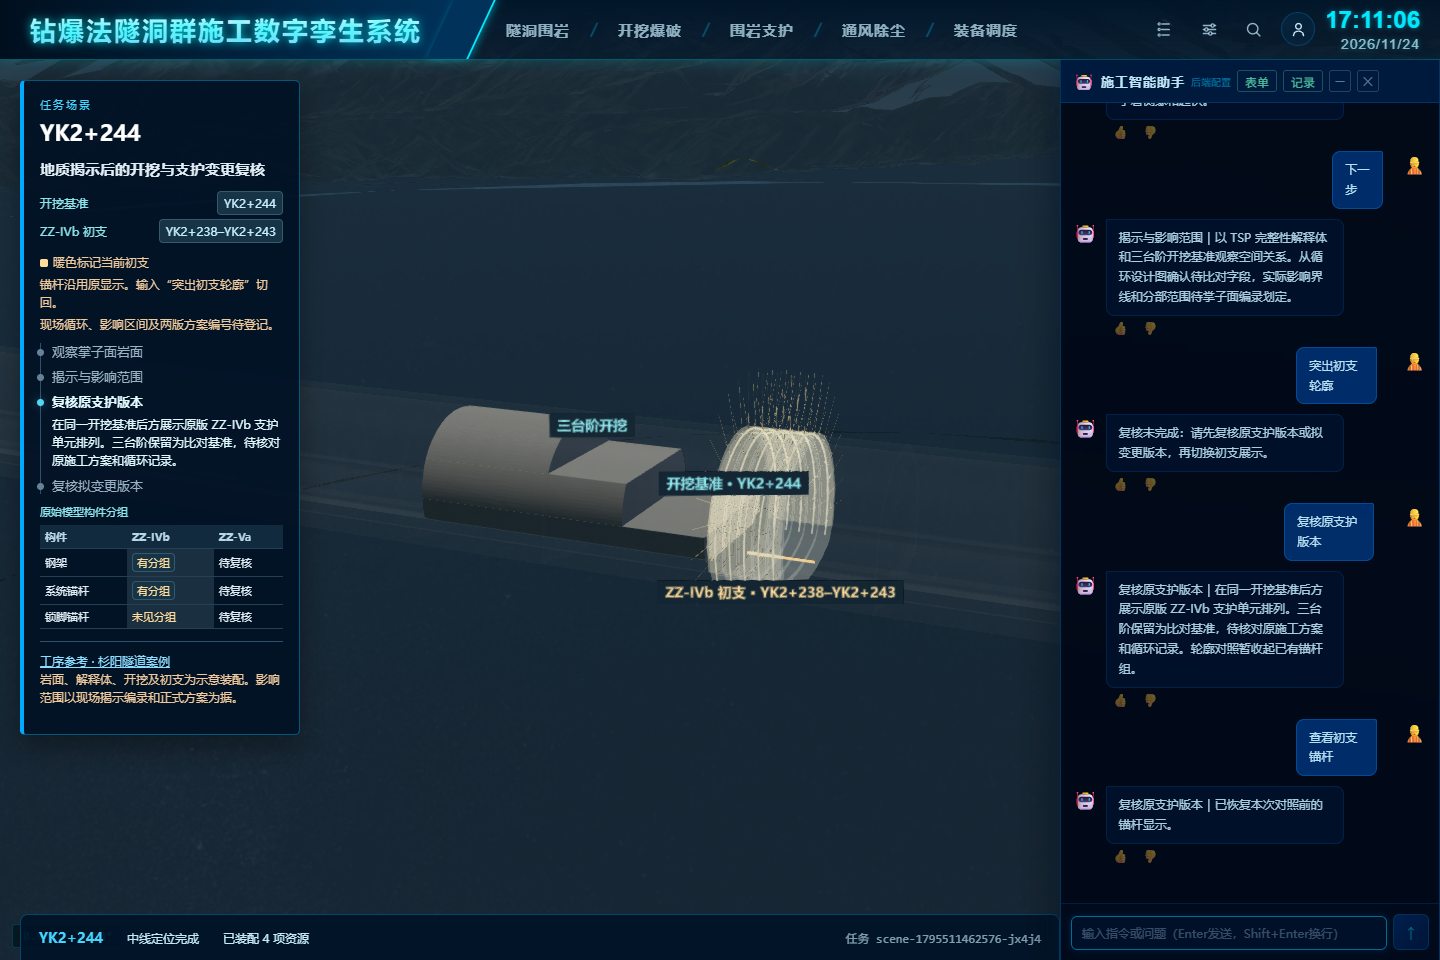 钻爆法隧洞群施工数字孪生系统
隧洞围岩 / 开挖爆破 / 围岩支护 / 通风除尘 / 装备调度
17:11:06
2026/11/24
任务场景
YK2+244
地质揭示后的开挖与支护变更复核
开挖基准 YK2+244
ZZ-IVb 初支 YK2+238—YK2+243
暖色标记当前初支
锚杆沿用原显示。输入“突出初支轮廓”切
回。
现场循环、影响区间及两版方案编号待登记。
观察掌子面岩面
揭示与影响范围
复核原支护版本
在同一开挖基准后方展示原版 ZZ-IVb 支护
单元排列。三台阶保留为比对基准，待核对
原施工方案和循环记录。
复核拟变更版本
原始模型构件分组
构件 ZZ-IVb ZZ-Va
钢架 有分组 待复核
系统锚杆 有分组 待复核
锁脚锚杆 未见分组 待复核
工序参考 · 杉阳隧道案例
岩面、解释体、开挖及初支为示意装配。影响
范围以现场揭示编录和正式方案为据。
三台阶开挖
开挖基准 · YK2+244
ZZ-IVb 初支 · YK2+238—YK2+243
YK2+244 中线定位完成 已装配 4 项资源
任务 scene-1795511462576-jx4j4
施工智能助手 后端配置 表单 记录
下一
步
揭示与影响范围 | 以 TSP 完整性解释体
和三台阶开挖基准观察空间关系。从循
环设计图确认待比对字段，实际影响界
线和分部范围待掌子面编录划定。
突出初支
轮廓
复核未完成：请先复核原支护版本或拟
变更版本，再切换初支展示。
复核原支护
版本
复核原支护版本 | 在同一开挖基准后方
展示原版 ZZ-IVb 支护单元排列。三台
阶保留为比对基准，待核对原施工方案
和循环记录。轮廓对照暂收起已有锚杆
组。
查看初支
锚杆
复核原支护版本 | 已恢复本次对照前的
锚杆显示。
输入指令或问题（Enter发送，Shift+Enter换行）